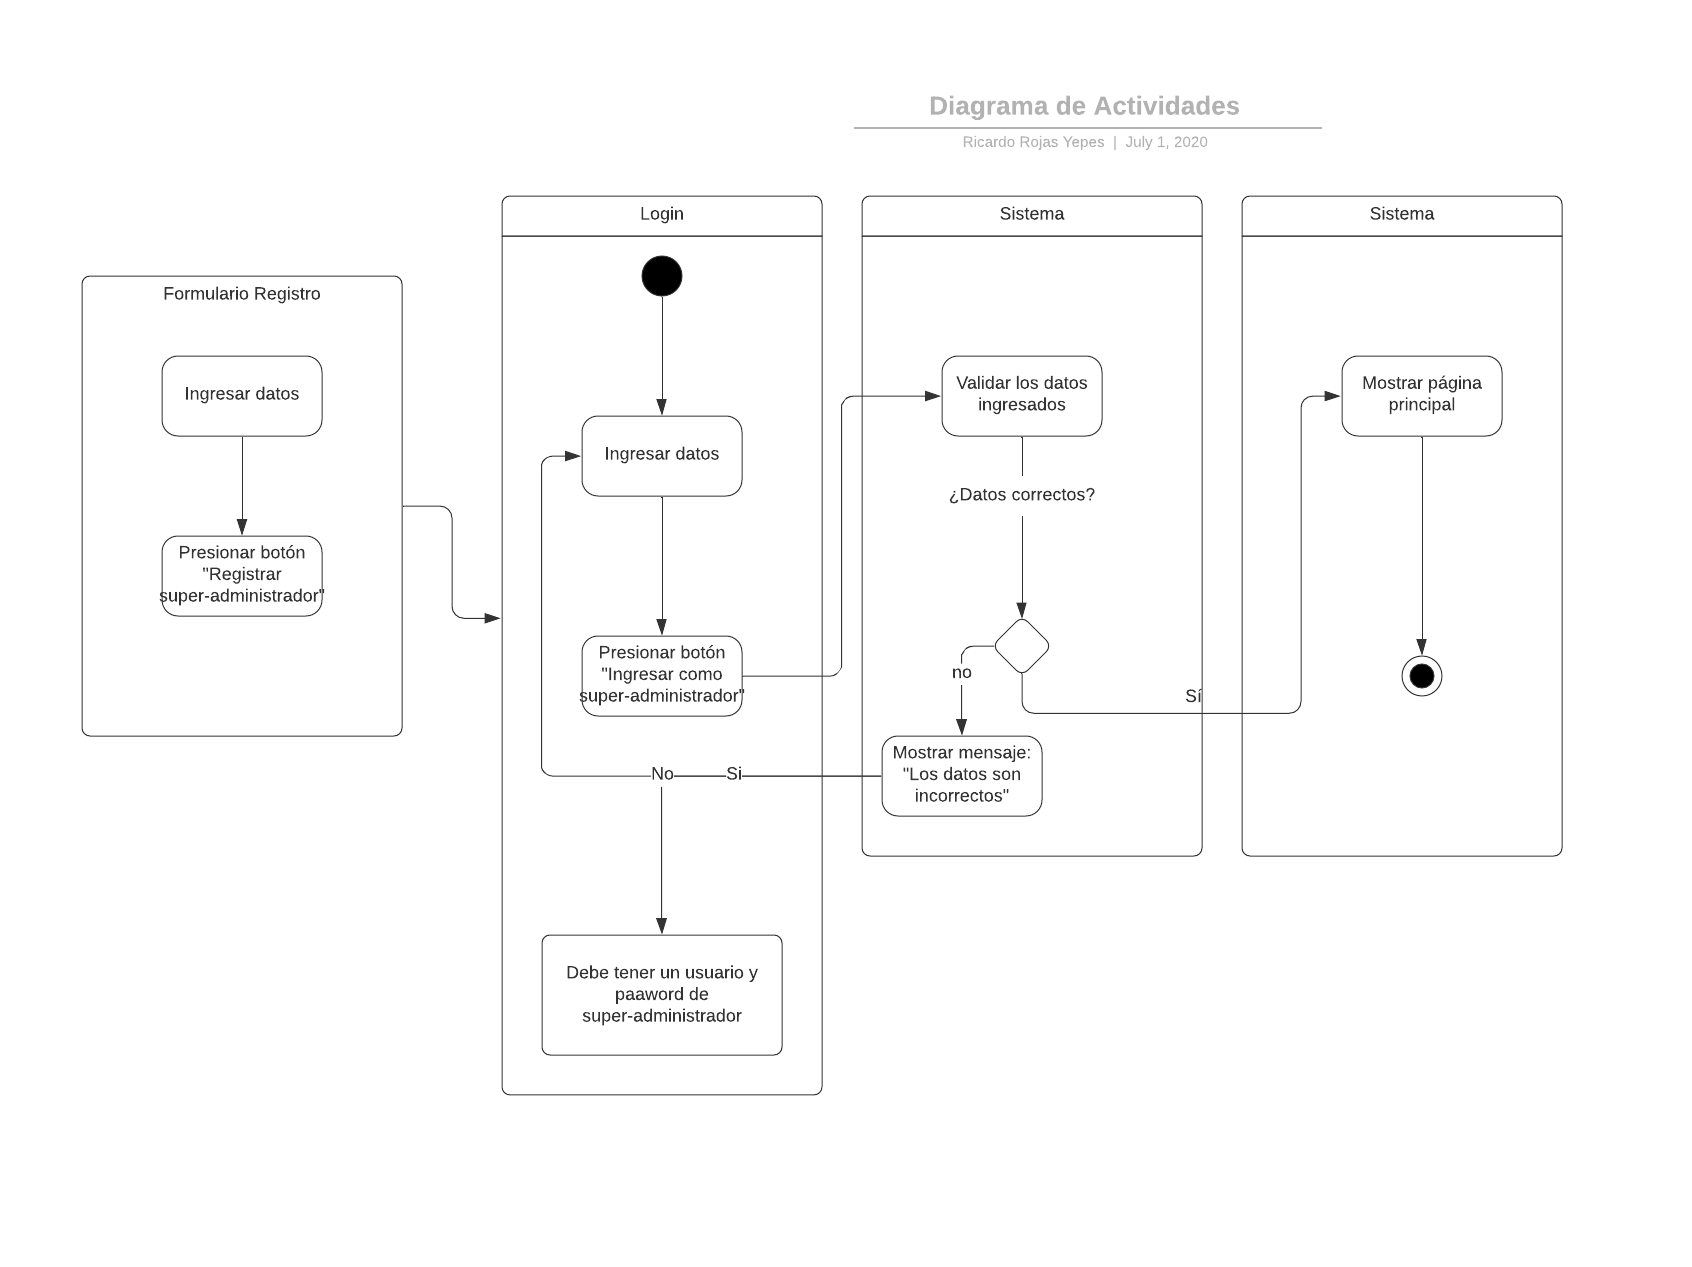 Diagrama de Actividades
Ricardo Rojas Yepes | July 1, 2020
Formulario Registro
Ingresar datos
Presionar botón
"Registrar
super-administrador"
Login
Ingresar datos
Presionar botón
"Ingresar como
super-administrador"
No
Si
Debe tener un usuario y
paaword de
super-administrador
Sistema
Validar los datos
ingresados
¿Datos correctos?
no
Sí
Mostrar mensaje:
"Los datos son
incorrectos"
Sistema
Mostrar página
principal